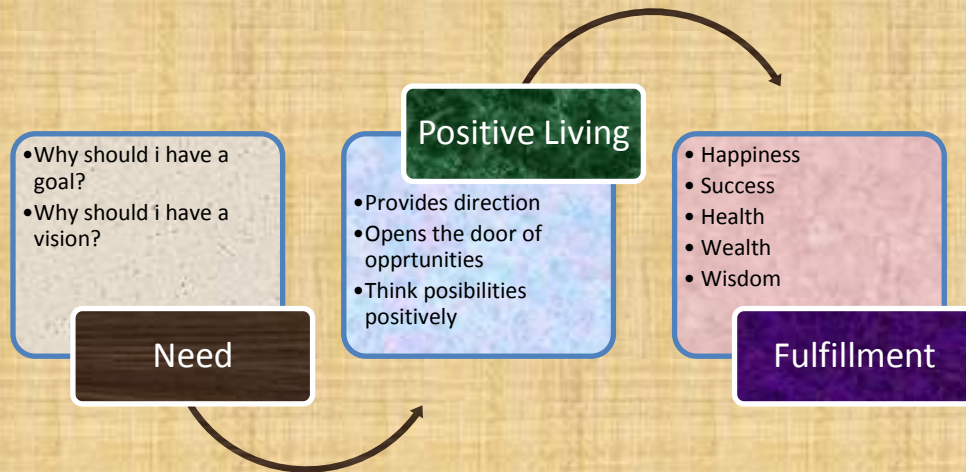 •Why should i have a
goal?
•Why should i have a
vision?
Need
Positive Living
•Provides direction
•Opens the door of
opprtunities
•Think posibilities
positively
• Happiness
• Success
• Health
• Wealth
• Wisdom
Fulfillment